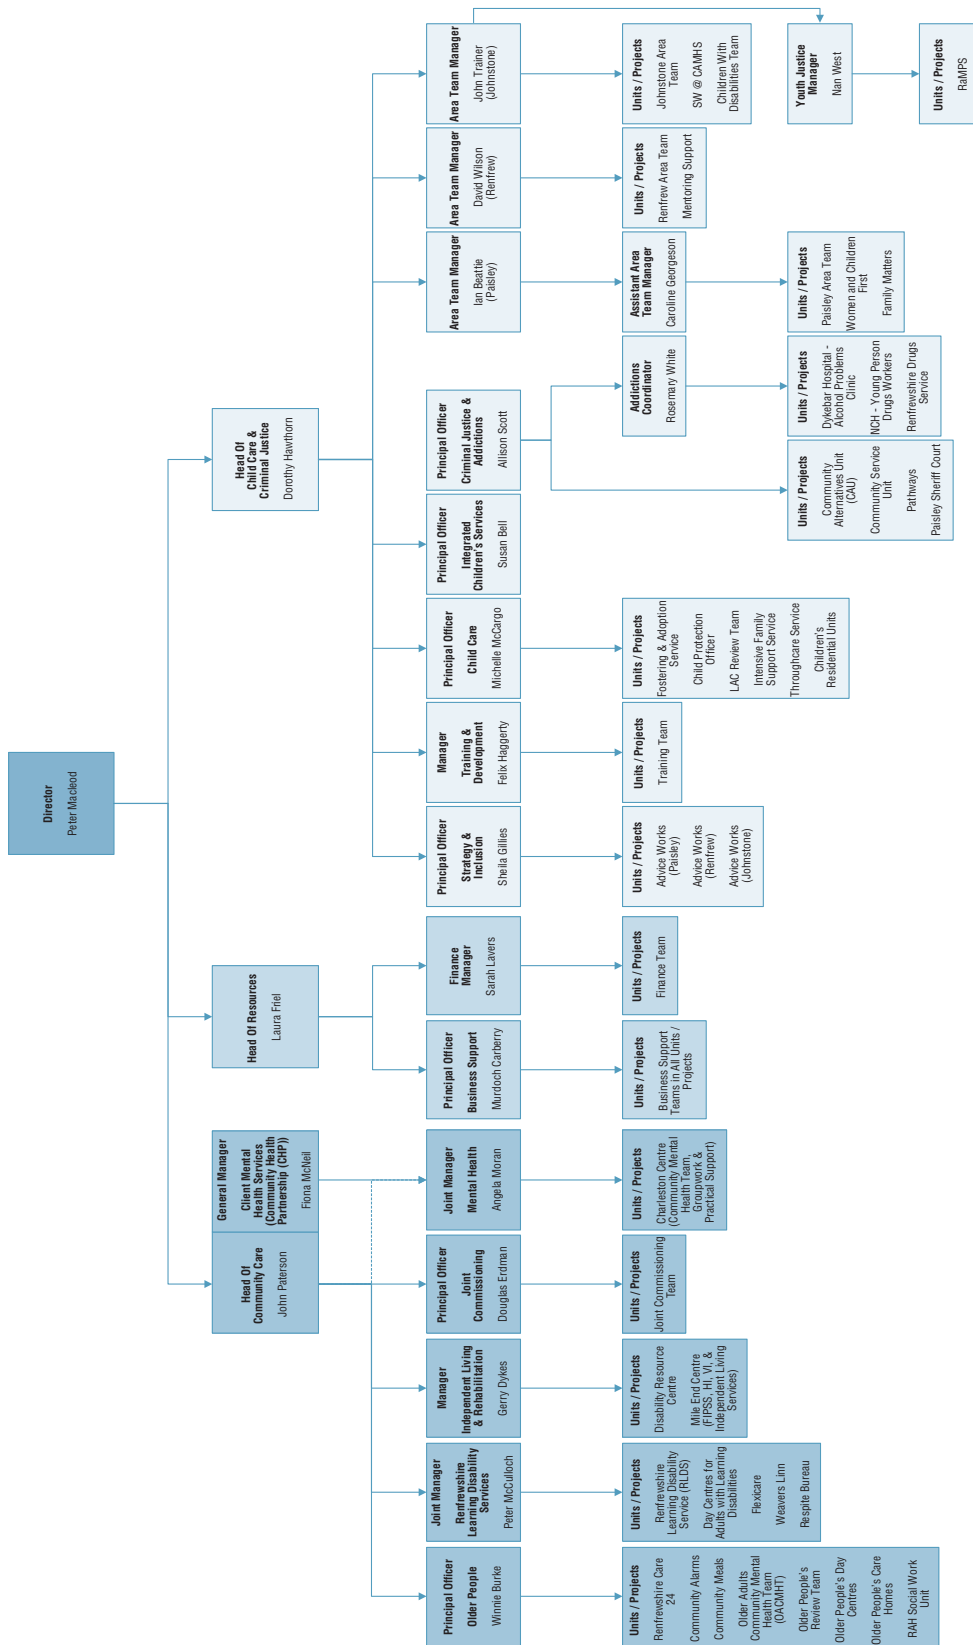 Director
Peter Macleod
Head Of
Community Care
John Paterson
General Manager
Client Mental
Health Services
(Community Health
Partnership (CHP))
Fiona McNeil
Head Of Resources
Laura Friel
Head Of
Child Care &
Criminal Justice
Dorothy Hawthorn
Principal Officer
Older People
Winnie Burke
Joint Manager
Renfrewshire
Learning Disability
Services
Peter McCulloch
Manager
Independent Living
& Rehabilitation
Gerry Dykes
Principal Officer
Joint
Commissioning
Douglas Erdman
Joint Manager
Mental Health
Angela Moran
Principal Officer
Business Support
Murdoch Carberry
Finance
Manager
Sarah Lavers
Principal Officer
Strategy &
Inclusion
Sheila Gillies
Manager
Training &
Development
Felix Haggerty
Principal Officer
Child Care
Michelle McCargo
Principal Officer
Integrated
Children's Services
Susan Bell
Principal Officer
Criminal Justice &
Addictions
Allison Scott
Area Team Manager
Ian Beattie
(Paisley)
Area Team Manager
David Wilson
(Renfrew)
Area Team Manager
John Trainer
(Johnstone)
Units / Projects
Renfrewshire Care
24
Community Alarms
Community Meals
Older Adults
Community Mental
Health Team
(OACMHT)
Older People's
Review Team
Older People's Day
Centres
Older People's Care
Homes
RAH Social Work
Unit
Units / Projects
Renfrewshire
Learning Disability
Service (RLDS)
Day Centres for
Adults with Learning
Disabilities
Flexicare
Weavers Linn
Respite Bureau
Units / Projects
Disability Resource
Centre
Mile End Centre
(FIPSS, HI, VI, &
Independent Living
Services)
Units / Projects
Joint Commissioning
Team
Units / Projects
Charleston Centre
(Community Mental
Health Team,
Groupwork &
Practical Support)
Units / Projects
Business Support
Teams in All Units /
Projects
Units / Projects
Finance Team
Units / Projects
Advice Works
(Paisley)
Advice Works
(Renfrew)
Advice Works
(Johnstone)
Units / Projects
Training Team
Units / Projects
Fostering & Adoption
Service
Child Protection
Officer
LAC Review Team
Intensive Family
Support Service
Throughcare Service
Children's
Residential Units
Addictions
Coordinator
Rosemary White
Assistant Area
Team Manager
Caroline Georgeson
Units / Projects
Renfrew Area Team
Mentoring Support
Units / Projects
Johnstone Area
Team
SW @ CAMHS
Children With
Disabilities Team
Units / Projects
Community
Alternatives Unit
(CAU)
Community Service
Unit
Pathways
Paisley Sheriff Court
Units / Projects
Dykebar Hospital -
Alcohol Problems
Clinic
NCH - Young Person
Drugs Workers
Renfrewshire Drugs
Service
Units / Projects
Paisley Area Team
Women and Children
First
Family Matters
Youth Justice
Manager
Nan West
Units / Projects
RaMPS